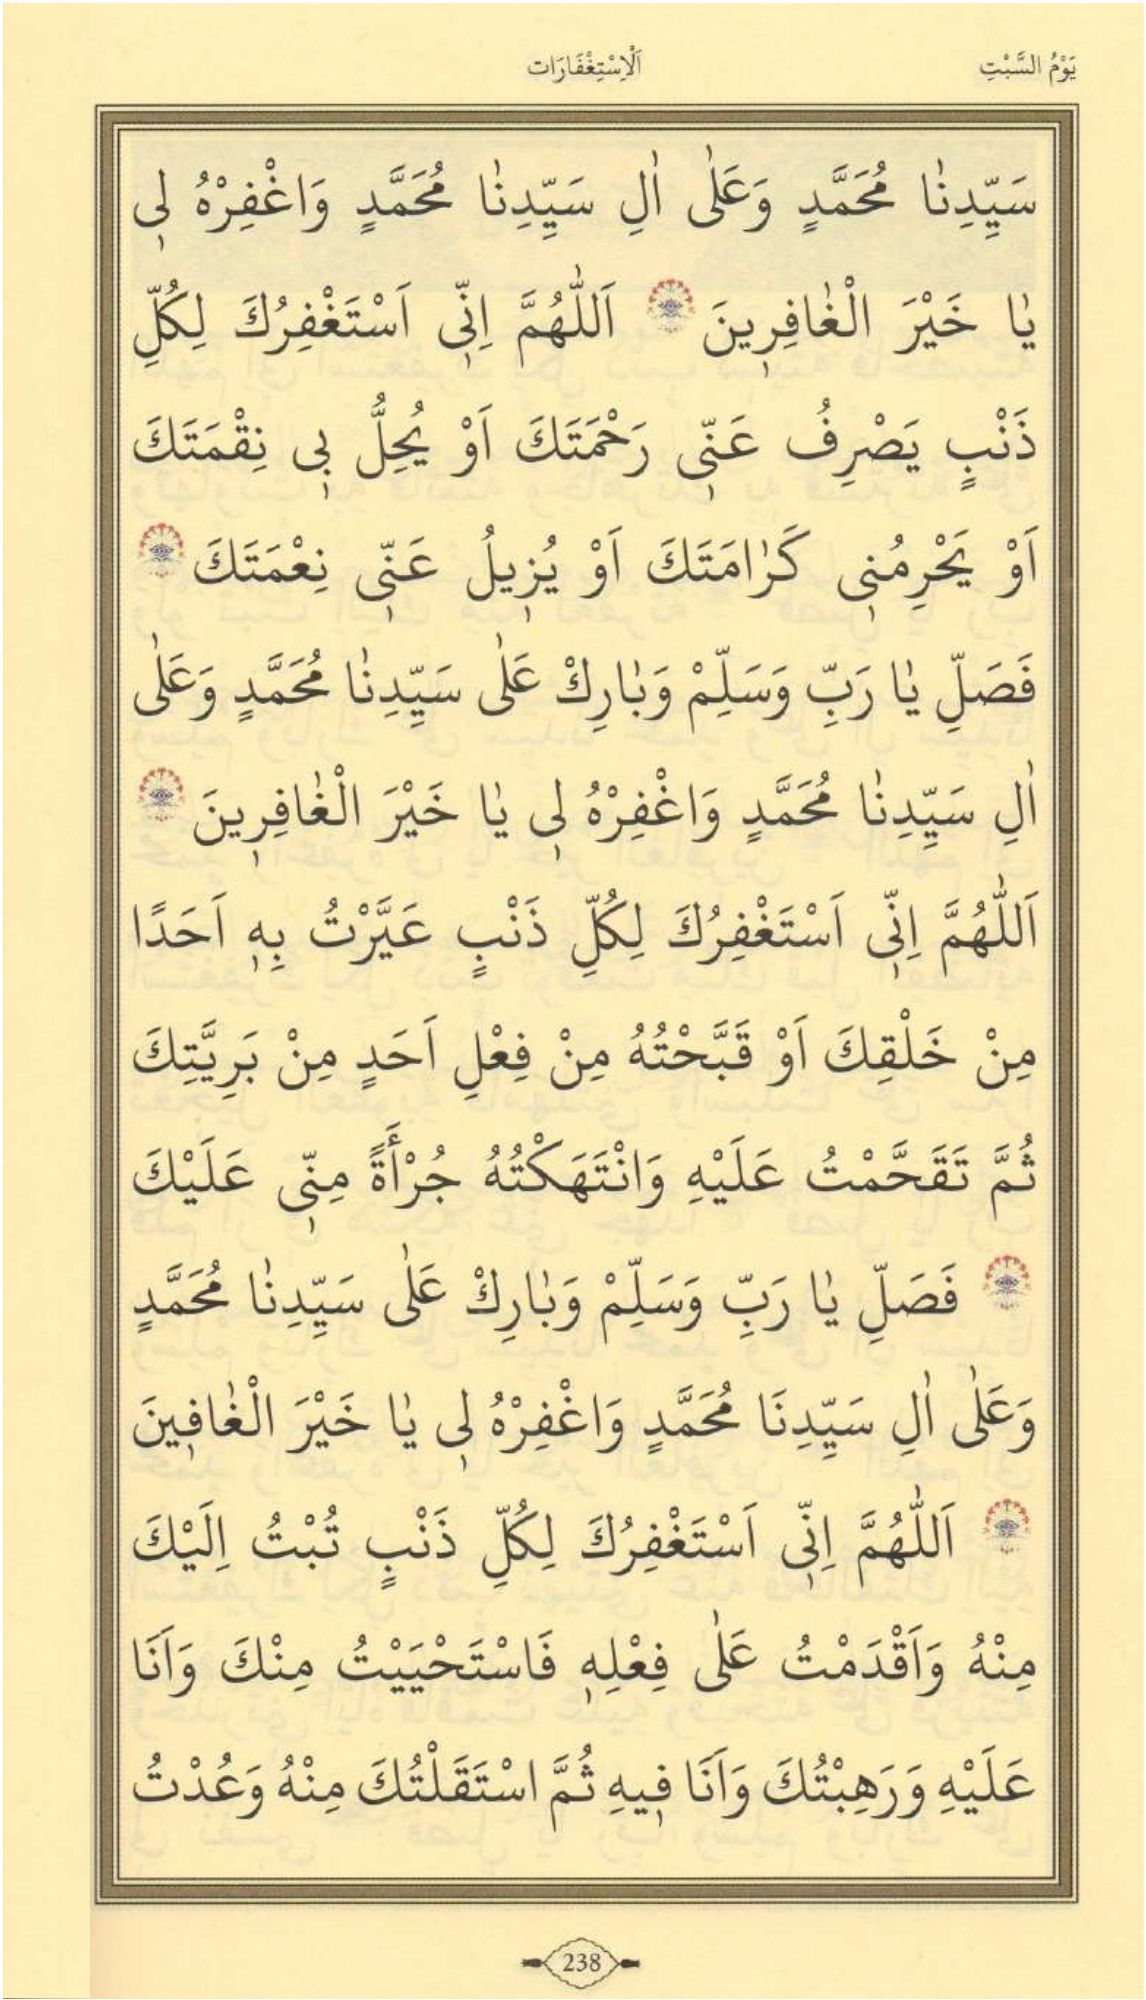 يَوْمُ السَّبْتِ
اَلْاِسْتِغْفَارَات
سَيِّدِنٰا مُحَمَّدٍ وَعَلٰى اٰلِ سَيِّدِنٰا مُحَمَّدٍ وَاغْفِرْهُ لٖى
يٰا خَيْرَ الْغٰافِرٖينَ ۞ اَللّٰهُمَّ اِنّٖى اَسْتَغْفِرُكَ لِكُلِّ
ذَنْبٍ يَصْرِفُ عَنّٖى رَحْمَتَكَ اَوْ يُحِلُّ بٖى نِقْمَتَكَ
اَوْ يَحْرِمُنٖى كَرٰامَتَكَ اَوْ يُزٖيلُ عَنّٖى نِعْمَتَكَ ۞
فَصَلِّ يٰا رَبِّ وَسَلِّمْ وَبٰارِكْ عَلٰى سَيِّدِنٰا مُحَمَّدٍ وَعَلٰى
اٰلِ سَيِّدِنٰا مُحَمَّدٍ وَاغْفِرْهُ لٖى يٰا خَيْرَ الْغٰافِرٖينَ ۞
اَللّٰهُمَّ اِنّٖى اَسْتَغْفِرُكَ لِكُلِّ ذَنْبٍ عَيَّرْتُ بِهٖ اَحَدًا
مِنْ خَلْقِكَ اَوْ قَبَّحْتُهُ مِنْ فِعْلِ اَحَدٍ مِنْ بَرِيَّتِكَ
ثُمَّ تَقَحَّمْتُ عَلَيْهِ وَانْتَهَكْتُهُ جُرْأَةً مِنّٖى عَلَيْكَ
۞ فَصَلِّ يٰا رَبِّ وَسَلِّمْ وَبٰارِكْ عَلٰى سَيِّدِنٰا مُحَمَّدٍ
وَعَلٰى اٰلِ سَيِّدِنَا مُحَمَّدٍ وَاغْفِرْهُ لٖى يٰا خَيْرَ الْغٰافٖينَ
۞ اَللّٰهُمَّ اِنّٖى اَسْتَغْفِرُكَ لِكُلِّ ذَنْبٍ تُبْتُ اِلَيْكَ
مِنْهُ وَاَقْدَمْتُ عَلٰى فِعْلِهٖ فَاسْتَحْيَيْتُ مِنْكَ وَاَنَا
عَلَيْهِ وَرَهِبْتُكَ وَاَنَا فٖيهِ ثُمَّ اسْتَقَلْتُكَ مِنْهُ وَعُدْتُ
238